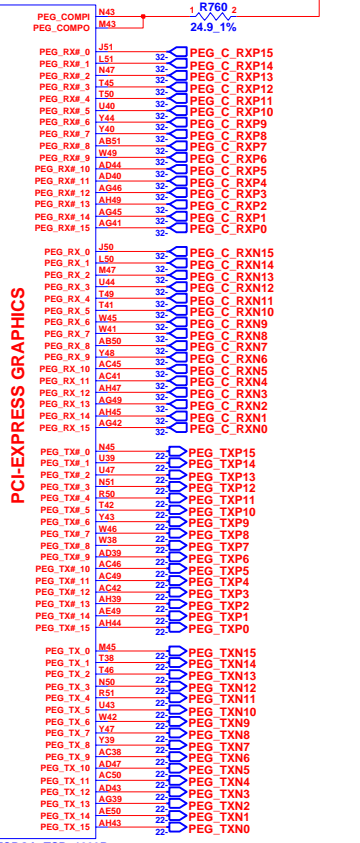 PEG_COMPI N43 1 R760 2
PEG_COMPO M43 24.9_1%
PEG_RX#_0 J51 32- PEG_C_RXP15
PEG_RX#_1 L51 32- PEG_C_RXP14
PEG_RX#_2 N47 32- PEG_C_RXP13
PEG_RX#_3 T45 32- PEG_C_RXP12
PEG_RX#_4 T50 32- PEG_C_RXP11
PEG_RX#_5 U40 32- PEG_C_RXP10
PEG_RX#_6 Y44 32- PEG_C_RXP9
PEG_RX#_7 Y40 32- PEG_C_RXP8
PEG_RX#_8 AB51 32- PEG_C_RXP7
PEG_RX#_9 W49 32- PEG_C_RXP6
PEG_RX#_10 AD44 32- PEG_C_RXP5
PEG_RX#_11 AD40 32- PEG_C_RXP4
PEG_RX#_12 AG46 32- PEG_C_RXP3
PEG_RX#_13 AH49 32- PEG_C_RXP2
PEG_RX#_14 AG45 32- PEG_C_RXP1
PEG_RX#_15 AG41 32- PEG_C_RXP0
PEG_RX_0 J50 32- PEG_C_RXN15
PEG_RX_1 L50 32- PEG_C_RXN14
PEG_RX_2 M47 32- PEG_C_RXN13
PEG_RX_3 U44 32- PEG_C_RXN12
PEG_RX_4 T49 32- PEG_C_RXN11
PEG_RX_5 T41 32- PEG_C_RXN10
PEG_RX_6 W45 32- PEG_C_RXN9
PEG_RX_7 W41 32- PEG_C_RXN8
PEG_RX_8 AB50 32- PEG_C_RXN7
PEG_RX_9 Y48 32- PEG_C_RXN6
PEG_RX_10 AC45 32- PEG_C_RXN5
PEG_RX_11 AC41 32- PEG_C_RXN4
PEG_RX_12 AH47 32- PEG_C_RXN3
PEG_RX_13 AG49 32- PEG_C_RXN2
PEG_RX_14 AH45 32- PEG_C_RXN1
PEG_RX_15 AG42 32- PEG_C_RXN0
PCI-EXPRESS GRAPHICS
PEG_TX#_0 N45 22- PEG_TXP15
PEG_TX#_1 U39 22- PEG_TXP14
PEG_TX#_2 U47 22- PEG_TXP13
PEG_TX#_3 N51 22- PEG_TXP12
PEG_TX#_4 R50 22- PEG_TXP11
PEG_TX#_5 T42 22- PEG_TXP10
PEG_TX#_6 Y43 22- PEG_TXP9
PEG_TX#_7 W46 22- PEG_TXP8
PEG_TX#_8 W38 22- PEG_TXP7
PEG_TX#_9 AD39 22- PEG_TXP6
PEG_TX#_10 AC46 22- PEG_TXP5
PEG_TX#_11 AC49 22- PEG_TXP4
PEG_TX#_12 AC42 22- PEG_TXP3
PEG_TX#_13 AH39 22- PEG_TXP2
PEG_TX#_14 AE49 22- PEG_TXP1
PEG_TX#_15 AH44 22- PEG_TXP0
PEG_TX_0 M45 22- PEG_TXN15
PEG_TX_1 T38 22- PEG_TXN14
PEG_TX_2 T46 22- PEG_TXN13
PEG_TX_3 N50 22- PEG_TXN12
PEG_TX_4 R51 22- PEG_TXN11
PEG_TX_5 U43 22- PEG_TXN10
PEG_TX_6 W42 22- PEG_TXN9
PEG_TX_7 Y47 22- PEG_TXN8
PEG_TX_8 Y39 22- PEG_TXN7
PEG_TX_9 AC38 22- PEG_TXN6
PEG_TX_10 AD47 22- PEG_TXN5
PEG_TX_11 AC50 22- PEG_TXN4
PEG_TX_12 AD43 22- PEG_TXN3
PEG_TX_13 AG39 22- PEG_TXN2
PEG_TX_14 AE50 22- PEG_TXN1
PEG_TX_15 AH43 22- PEG_TXN0